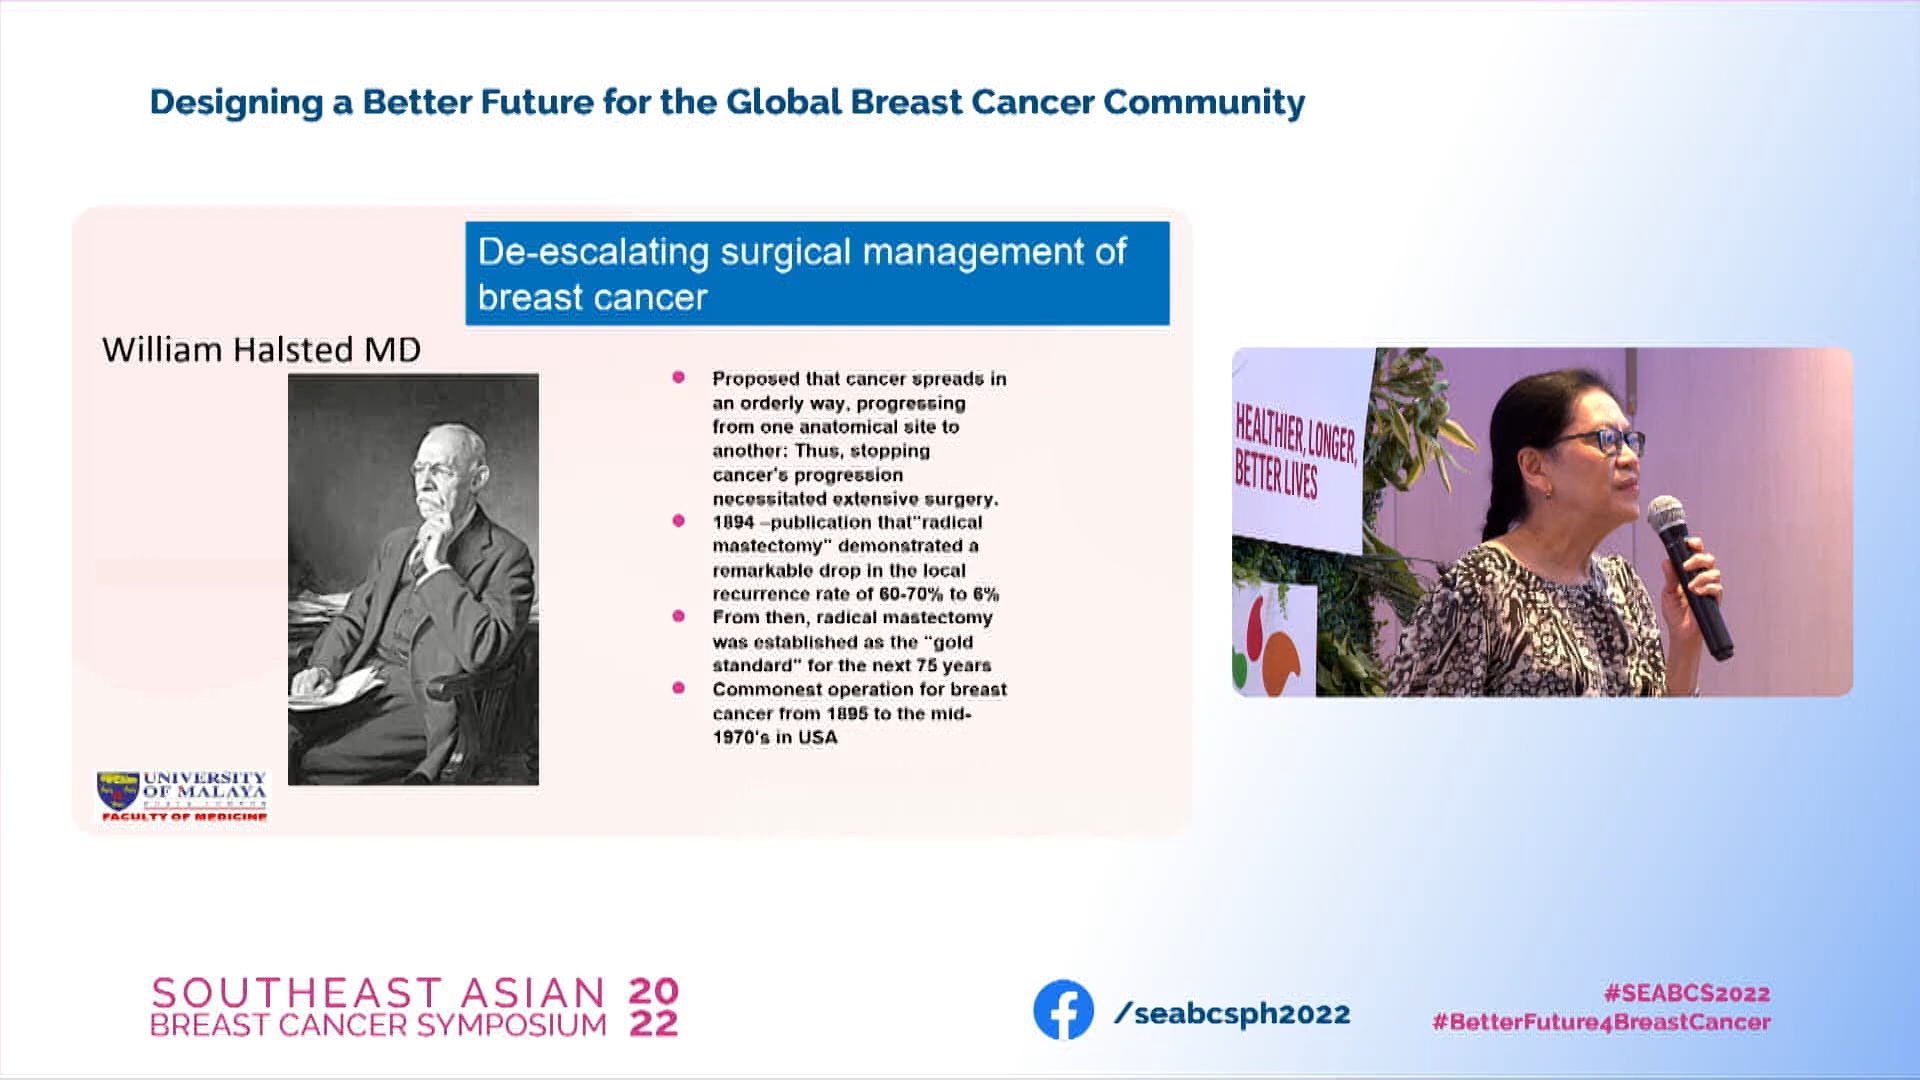 Designing a Better Future for the Global Breast Cancer Community
De-escalating surgical management of
breast cancer
William Halsted MD
Proposed that cancer spreads in
an orderly way, progressing
from one anatomical site to
another: Thus, stopping
cancer's progression
necessitated extensive surgery.
1894 –publication that"radical
mastectomy" demonstrated a
remarkable drop in the local
recurrence rate of 60-70% to 6%
From then, radical mastectomy
was established as the "gold
standard" for the next 75 years
Commonest operation for breast
cancer from 1895 to the mid-
1970's in USA
UNIVERSITY
OF MALAYA
FACULTY OF MEDICINE
HEALTHIER, LONGER,
BETTER LIVES
SOUTHEAST ASIAN 20
BREAST CANCER SYMPOSIUM 22
/seabcsph2022
#SEABCS2022
#BetterFuture4BreastCancer